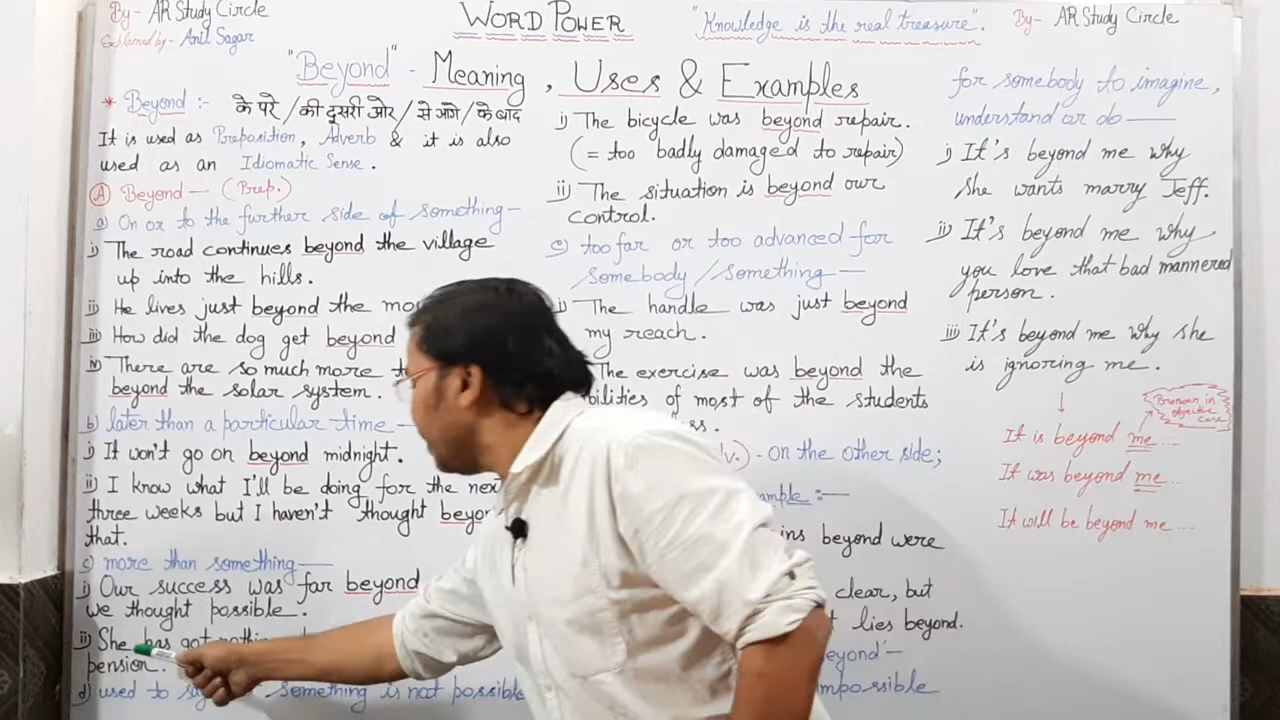 By- AR Study Circle
Explained by- Anil Sagar
WORD POWER
"Knowledge is the real treasure".
By- AR Study Circle
"Beyond" - Meaning, Uses & Examples
* Beyond :- के परे / की दुसरी ओर / से आगे / के बाद
It is used as Preposition, Adverb & it is also
used as an Idiomatic Sense.
(A) Beyond — (Prep.)
a) On or to the further side of something—
i) The road continues beyond the village
up into the hills.
ii) He lives just beyond the
iii) How did the dog get beyond
iv) There are so much more
beyond the solar system.
b) later than a particular time —
i) It won't go on beyond midnight.
ii) I know what I'll be doing for the next
three weeks but I haven't thought
that.
c) more than something —
i) Our success was far beyond
we thought possible.
ii) She has got
pension.
d) used to something is not possible
i) The bicycle was beyond repair.
(= too badly damaged to repair)
ii) The situation is beyond our
control.
e) too far or too advanced for
somebody / something —
The handle was just beyond
my reach.
The exercise was beyond the
of most of the students
- on the other side;
:—
beyond were
clear, but
lies beyond.
impossible
for somebody to imagine,
understand or do —
i) It's beyond me why
she wants marry Jeff.
ii) It's beyond me why
you love that bad mannered
person.
iii) It's beyond me why she
is ignoring me.
↓
Pronoun in
objective
case
It is beyond me ...
It was beyond me ...
It will be beyond me ...